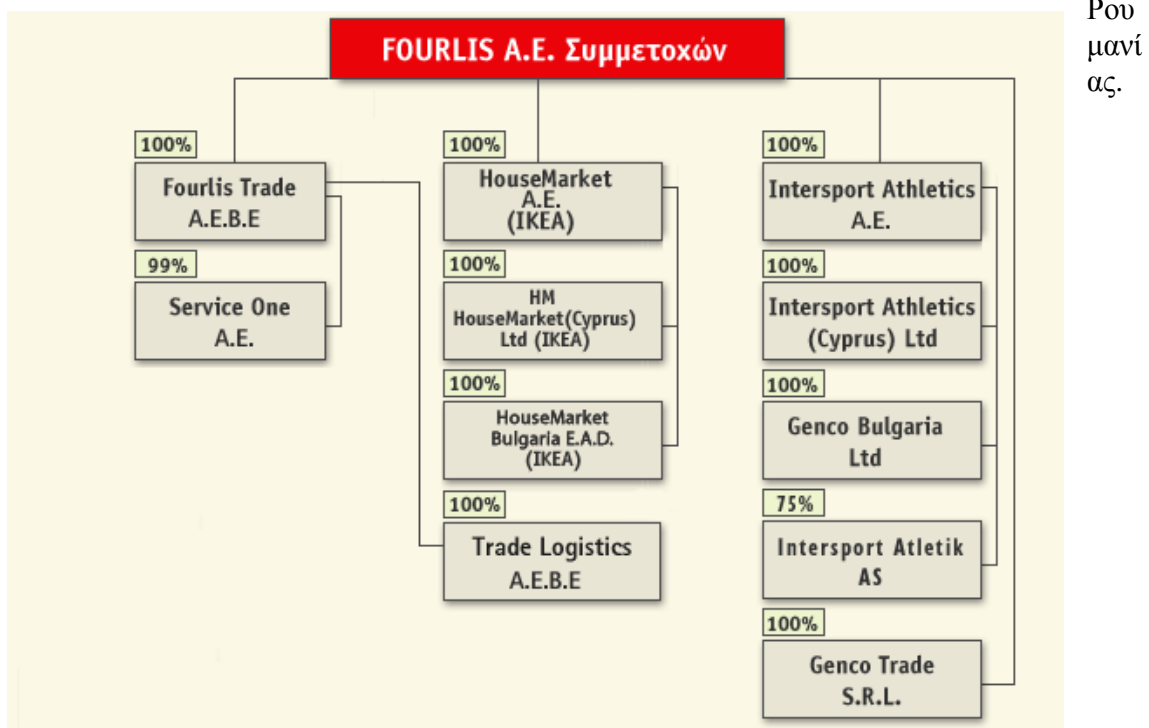 FOURLIS A.E. Συμμετοχών
Ρου
μανί
ας.
100%
Fourlis Trade
A.E.B.E
99%
Service One
A.E.
100%
HouseMarket
A.E.
(IKEA)
100%
HM
HouseMarket(Cyprus)
Ltd (IKEA)
100%
HouseMarket
Bulgaria E.A.D.
(IKEA)
100%
Trade Logistics
A.E.B.E
100%
Intersport Athletics
A.E.
100%
Intersport Athletics
(Cyprus) Ltd
100%
Genco Bulgaria
Ltd
75%
Intersport Atletik
AS
100%
Genco Trade
S.R.L.